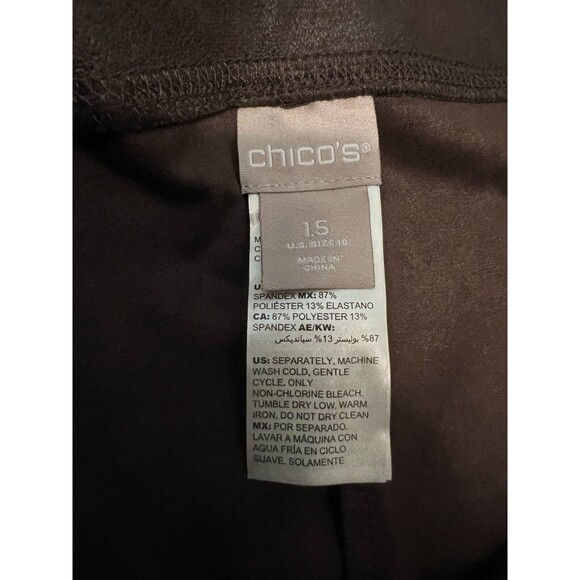 chico's®
1.5
U.S. SIZE 10
MADE IN
CHINA
SPANDEX MX: 87%
POLIÉSTER 13% ELASTANO
CA: 87% POLYESTER 13%
SPANDEX AE/KW:
87% بوليستر 13% سباندیکس
US: SEPARATELY, MACHINE
WASH COLD, GENTLE
CYCLE, ONLY
NON-CHLORINE BLEACH,
TUMBLE DRY LOW, WARM
IRON, DO NOT DRY CLEAN
MX: POR SEPARADO.
LAVAR A MÁQUINA CON
AGUA FRÍA EN CICLO
SUAVE. SOLAMENTE